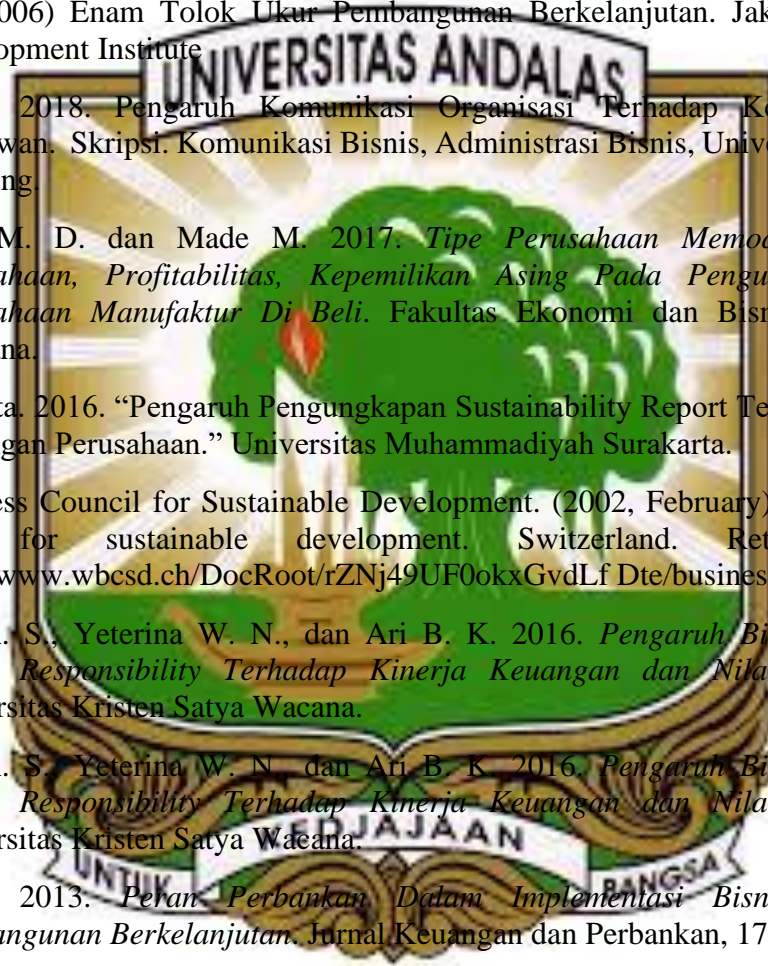 006) Enam Tolok Ukur Pembangunan Berkelanjutan. Jak
opment Institute
UNIVERSITAS ANDALAS
2018. Pengaruh Komunikasi Organisasi Terhadap Ke
wan. Skripsi. Komunikasi Bisnis, Administrasi Bisnis, Unive
ng.
M. D. dan Made M. 2017. Tipe Perusahaan Memod
ahaan, Profitabilitas, Kepemilikan Asing Pada Pengu
ahaan Manufaktur Di Beli. Fakultas Ekonomi dan Bisn
ana.
ta. 2016. “Pengaruh Pengungkapan Sustainability Report Te
gan Perusahaan.” Universitas Muhammadiyah Surakarta.
ess Council for Sustainable Development. (2002, February)
for sustainable development. Switzerland. Ret
www.wbcsd.ch/DocRoot/rZNj49UF0okxGvdLf Dte/busines
. S., Yeterina W. N., dan Ari B. K. 2016. Pengaruh Bi
Responsibility Terhadap Kinerja Keuangan dan Nila
rsitas Kristen Satya Wacana.
. S., Yeterina W. N., dan Ari B. K. 2016. Pengaruh Bi
Responsibility Terhadap Kinerja Keuangan dan Nila
rsitas Kristen Satya Wacana.
UNTUK KEDJAJAAN BANGSA
2013. Peran Perbankan Dalam Implementasi Bisn
angunan Berkelanjutan. Jurnal Keuangan dan Perbankan, 17